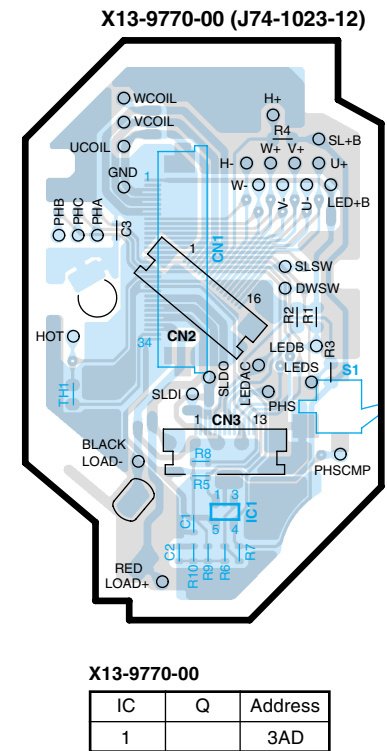 X13-9770-00 (J74-1023-12)
WCOIL
H+
VCOIL
R4
SL+B
UCOIL
W+ V+
H-
U+
GND
1
W-
V-
U-
LED+B
PHB
PHC
PHA
C3
CN1
1
SLSW
DWSW
16
R2
R1
HOT
34
CN2
LEDB
R3
LEDAC
LEDS
S1
TH1
SLDI
SLDO
PHS
CN3
1
13
BLACK
LOAD-
R8
PHSCMP
R5
1
3
IC1
C1
5
4
C2
R10
R9
R6
R7
RED
LOAD+
X13-9770-00
IC Q Address
1 3AD